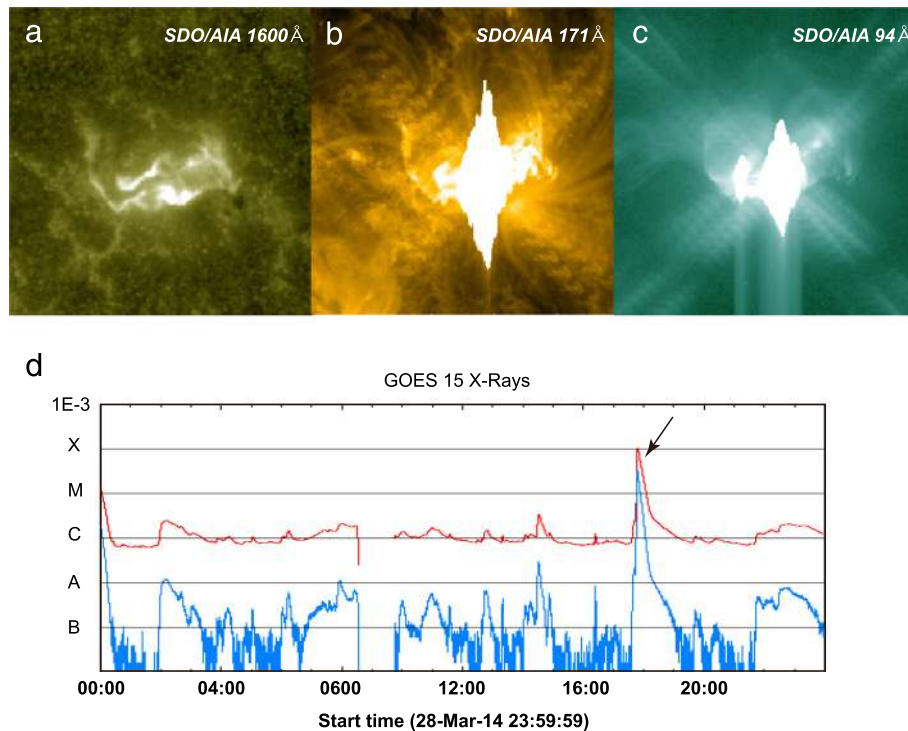 a SDO/AIA 1600 Å
b SDO/AIA 171 Å
c SDO/AIA 94 Å
d
GOES 15 X-Rays
1E-3
X
M
C
A
B
00:00 04:00 0600 12:00 16:00 20:00
Start time (28-Mar-14 23:59:59)